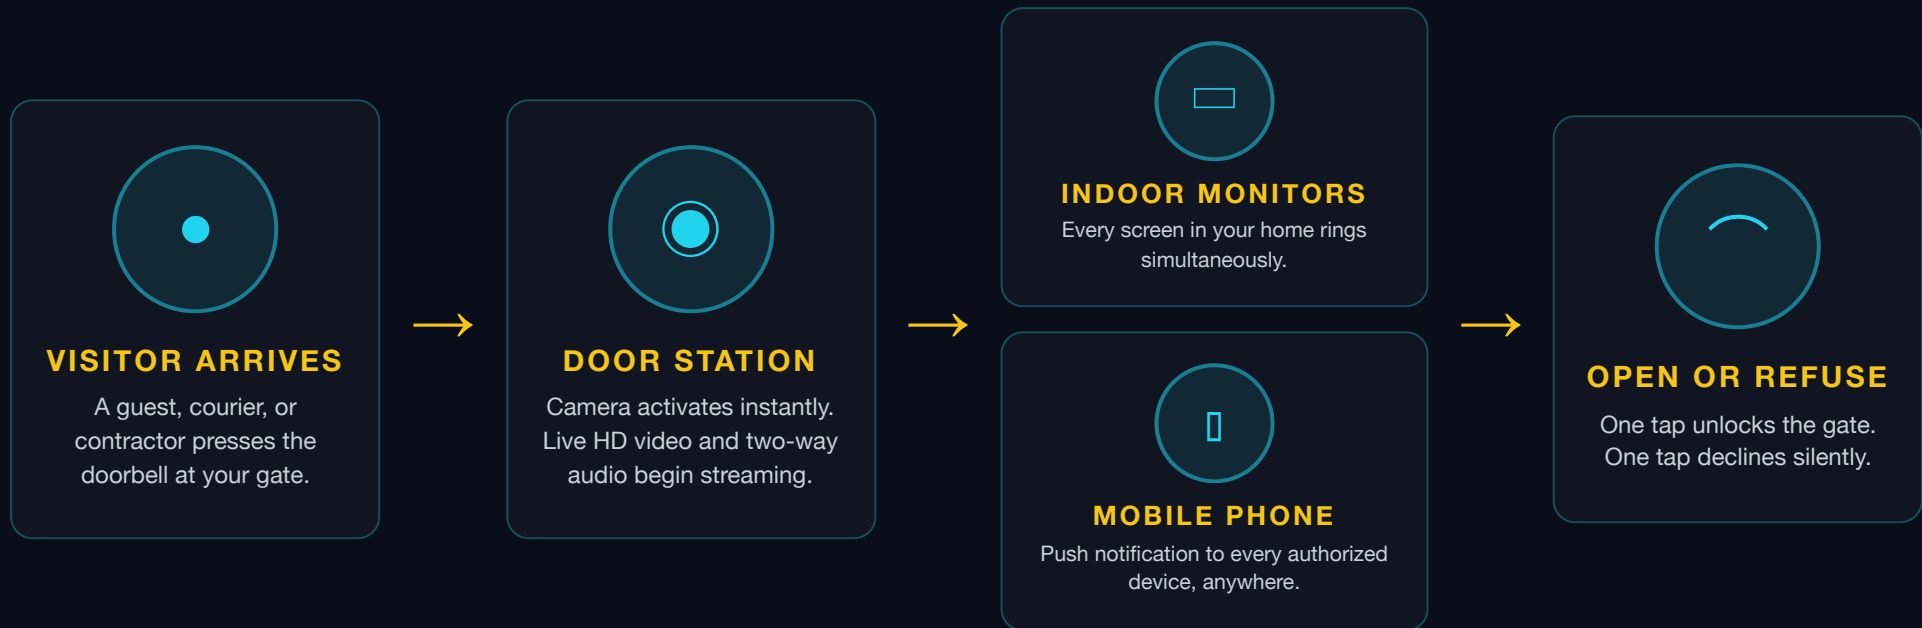 VISITOR ARRIVES
A guest, courier, or
contractor presses the
doorbell at your gate.
DOOR STATION
Camera activates instantly.
Live HD video and two-way
audio begin streaming.
INDOOR MONITORS
Every screen in your home rings
simultaneously.
MOBILE PHONE
Push notification to every authorized
device, anywhere.
OPEN OR REFUSE
One tap unlocks the gate.
One tap declines silently.